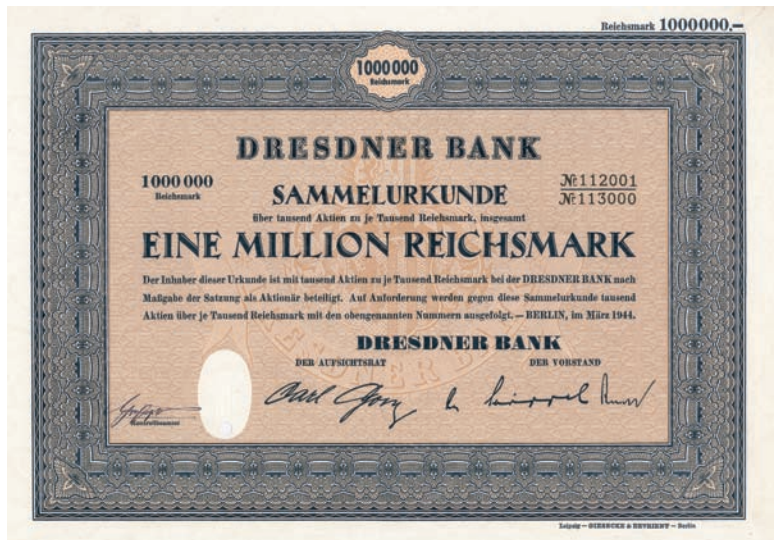 Reichsmark 1000000.—
1000000
Reichsmark
DRESDNER BANK
1000000
Reichsmark
SAMMELURKUNDE
№ 112001
№ 113000
über tausend Aktien zu je Tausend Reichsmark, insgesamt
EINE MILLION REICHSMARK
Der Inhaber dieser Urkunde ist mit tausend Aktien zu je Tausend Reichsmark bei der DRESDNER BANK nach
Maßgabe der Satzung als Aktionär beteiligt. Auf Anforderung werden gegen diese Sammelurkunde tausend
Aktien über je Tausend Reichsmark mit den obengenannten Nummern ausgefolgt. — BERLIN, im März 1944.
DRESDNER BANK
DER AUFSICHTSRAT DER VORSTAND
Carl
Kontrollbeamter
Leipzig — GIESECKE & DEVRIENT — Berlin